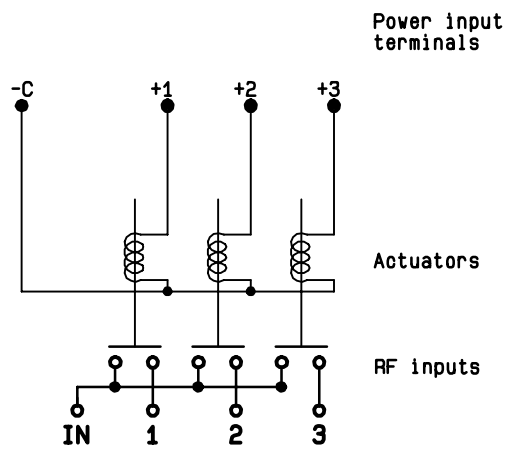 Power input
terminals
-C +1 +2 +3
Actuators
RF inputs
IN 1 2 3